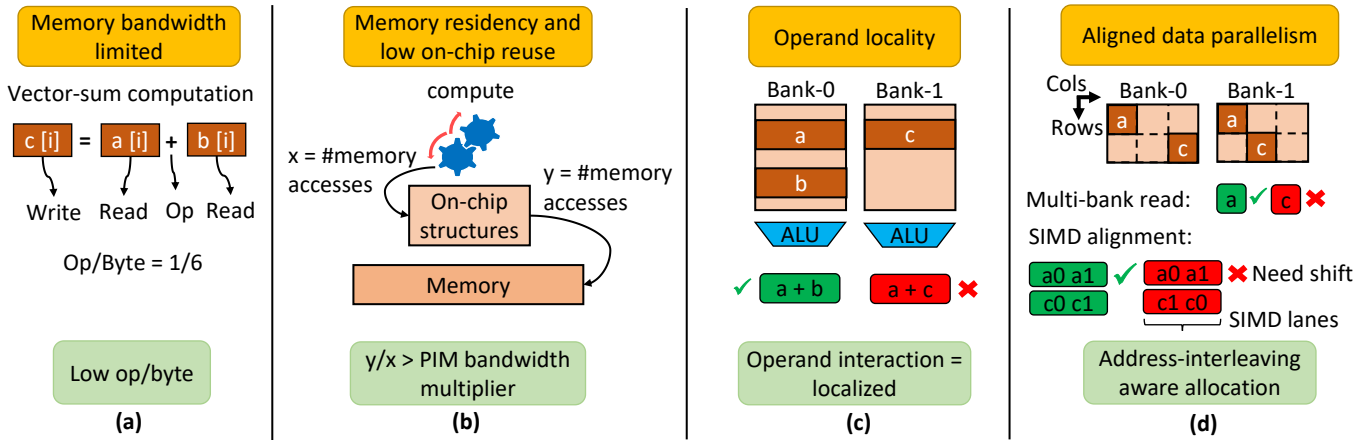 Memory bandwidth
limited
Vector-sum computation
c [i] = a [i] + b [i]
Write Read Op Read
Op/Byte = 1/6
Low op/byte
(a)
Memory residency and
low on-chip reuse
compute
x = #memory
accesses
y = #memory
accesses
On-chip
structures
Memory
y/x > PIM bandwidth
multiplier
(b)
Operand locality
Bank-0 Bank-1
a c
b
ALU ALU
✓ a + b a + c ✖
Operand interaction =
localized
(c)
Aligned data parallelism
Cols Bank-0 Bank-1
Rows
a a
c c
Multi-bank read: a ✓ c ✖
SIMD alignment:
a0 a1 ✓ a0 a1 ✖ Need shift
c0 c1 c1 c0
SIMD lanes
Address-interleaving
aware allocation
(d)